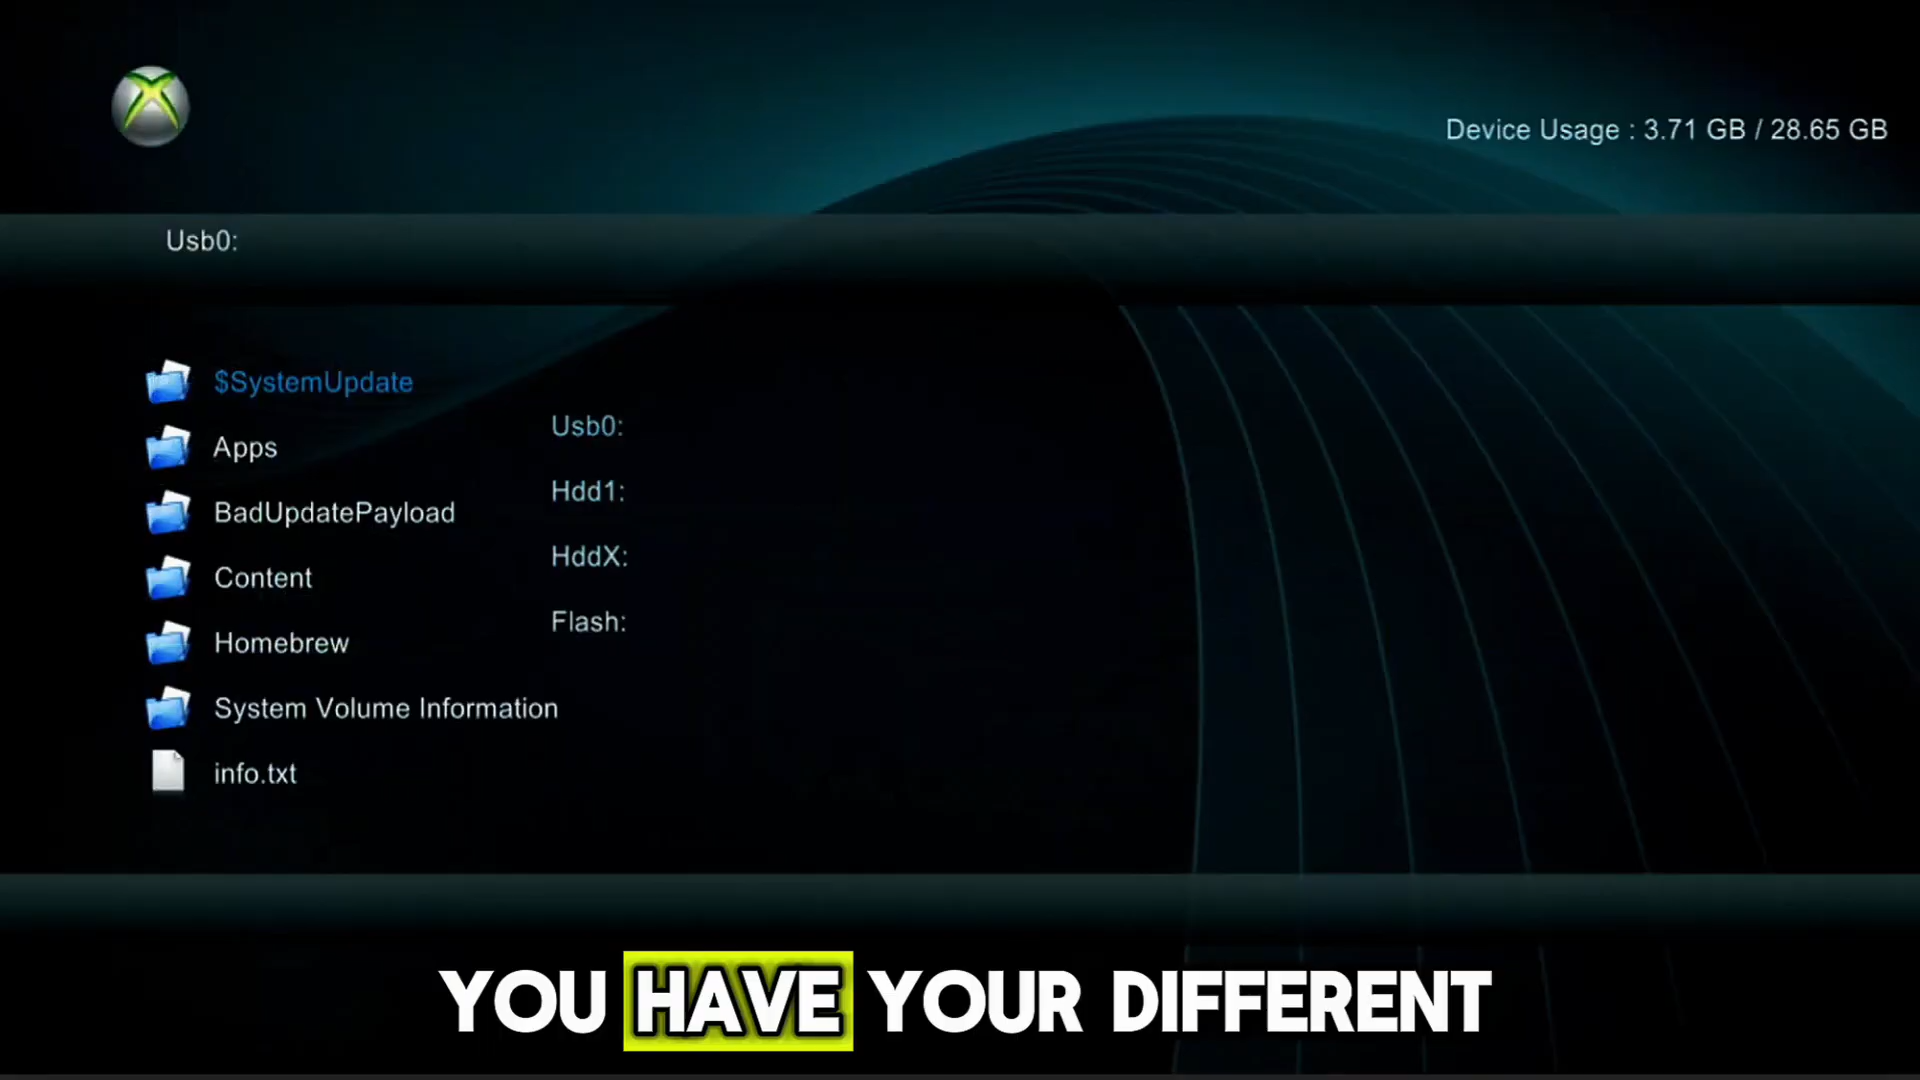 Device Usage : 3.71 GB / 28.65 GB
Usb0:
$SystemUpdate
Apps
BadUpdatePayload
Content
Homebrew
System Volume Information
info.txt
Usb0:
Hdd1:
HddX:
Flash:
YOU HAVE YOUR DIFFERENT